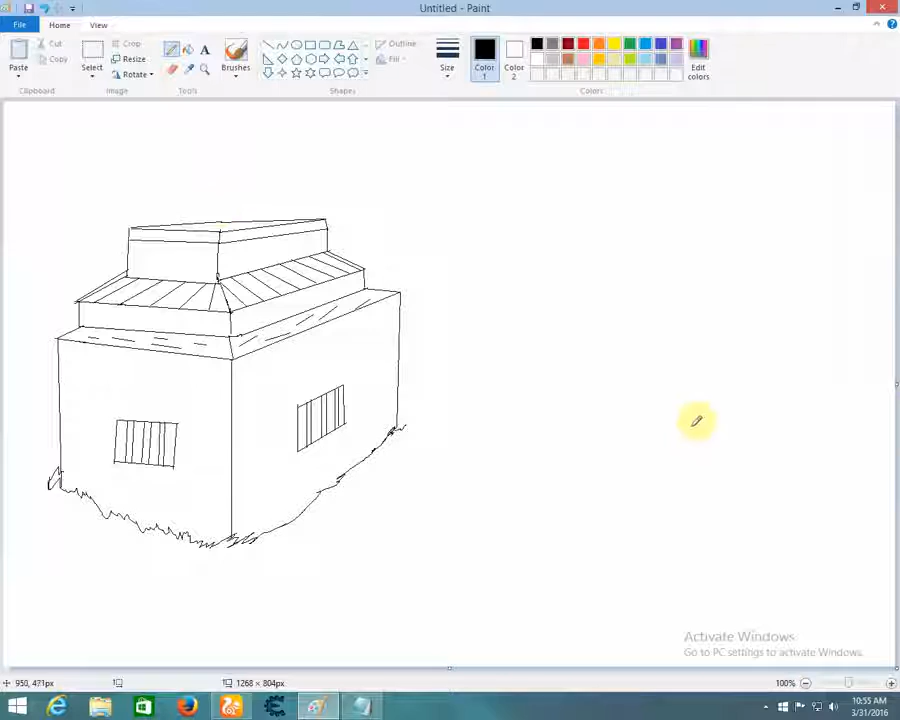 Untitled - Paint
File Home View
Paste
Cut
Copy
Clipboard
Select
Crop
Resize
Rotate
Image
A
Tools
Brushes
Outline
Fill
Shapes
Size
Color 1
Color 2
Edit colors
Colors
Activate Windows
Go to PC settings to activate Windows.
950, 471px
1268 × 804px
100%
10:55 AM
3/31/2016